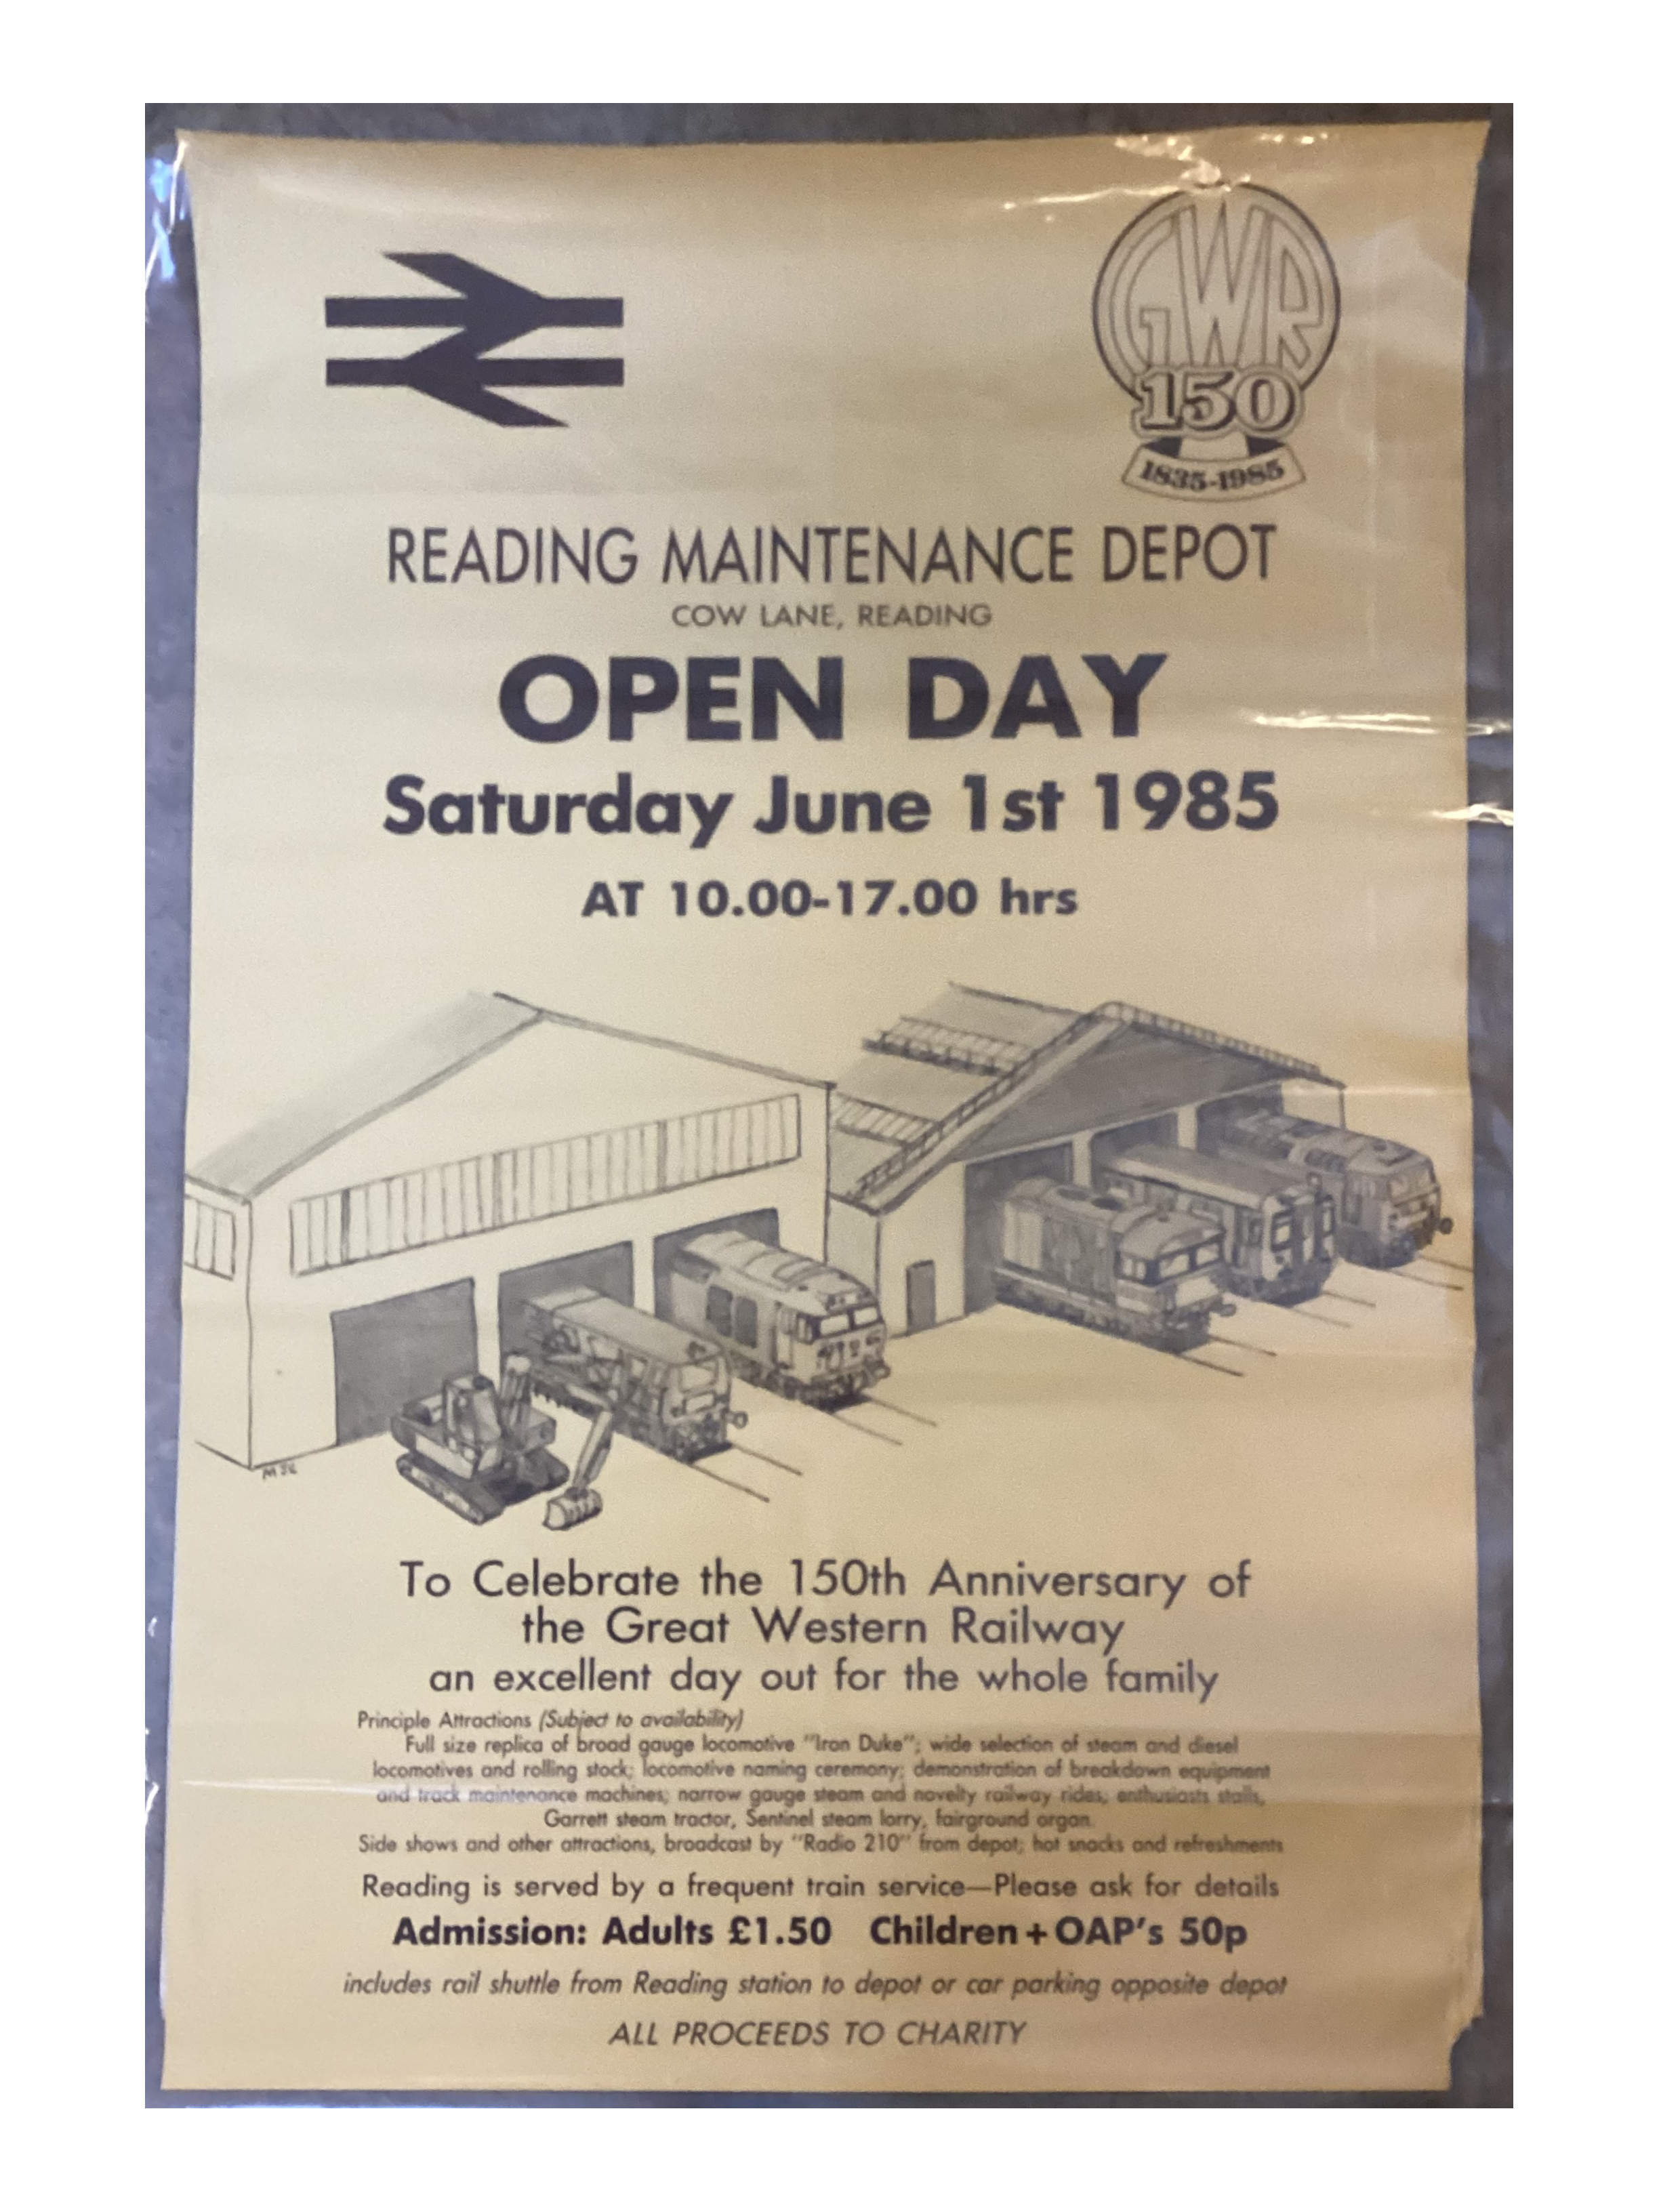 GWR
150
1835-1985
READING MAINTENANCE DEPOT
COW LANE, READING
OPEN DAY
Saturday June 1st 1985
AT 10.00-17.00 hrs
To Celebrate the 150th Anniversary of
the Great Western Railway
an excellent day out for the whole family
Principle Attractions (Subject to availability)
Full size replica of broad gauge locomotive "Iron Duke"; wide selection of steam and diesel
locomotives and rolling stock; locomotive naming ceremony; demonstration of breakdown equipment
and track maintenance machines; narrow gauge steam and novelty railway rides; enthusiasts stalls,
Garrett steam tractor, Sentinel steam lorry, fairground organ.
Side shows and other attractions, broadcast by "Radio 210" from depot; hot snacks and refreshments
Reading is served by a frequent train service—Please ask for details
Admission: Adults £1.50 Children+OAP's 50p
includes rail shuttle from Reading station to depot or car parking opposite depot
ALL PROCEEDS TO CHARITY